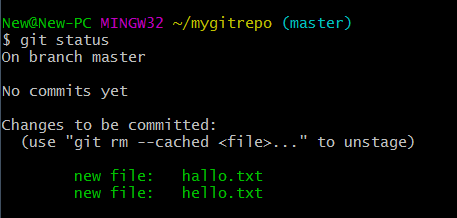 New@New-PC MINGW32 ~/mygitrepo (master)
$ git status
On branch master
No commits yet
Changes to be committed:
(use "git rm --cached <file>..." to unstage)
new file: hallo.txt
new file: hello.txt